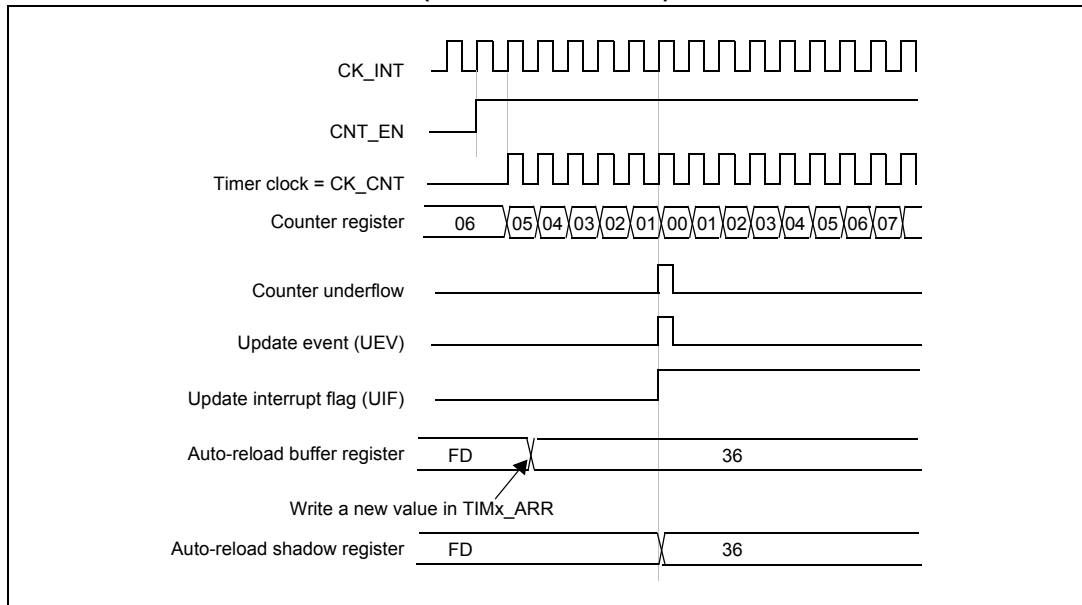 CK_INT
CNT_EN
Timer clock = CK_CNT
Counter register 06 05 04 03 02 01 00 01 02 03 04 05 06 07
Counter underflow
Update event (UEV)
Update interrupt flag (UIF)
Auto-reload buffer register FD 36
Write a new value in TIMx_ARR
Auto-reload shadow register FD 36